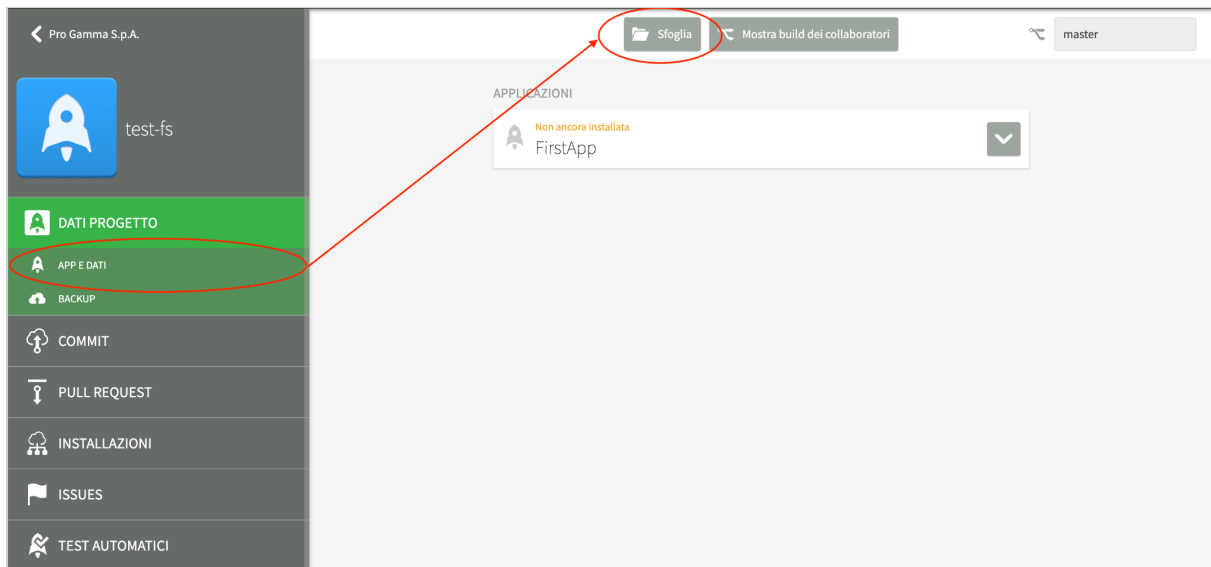 Pro Gamma S.p.A.
Sfoglia
Mostra build dei collaboratori
master
test-fs
APPLICAZIONI
Non ancora installata
FirstApp
DATI PROGETTO
APP E DATI
BACKUP
COMMIT
PULL REQUEST
INSTALLAZIONI
ISSUES
TEST AUTOMATICI